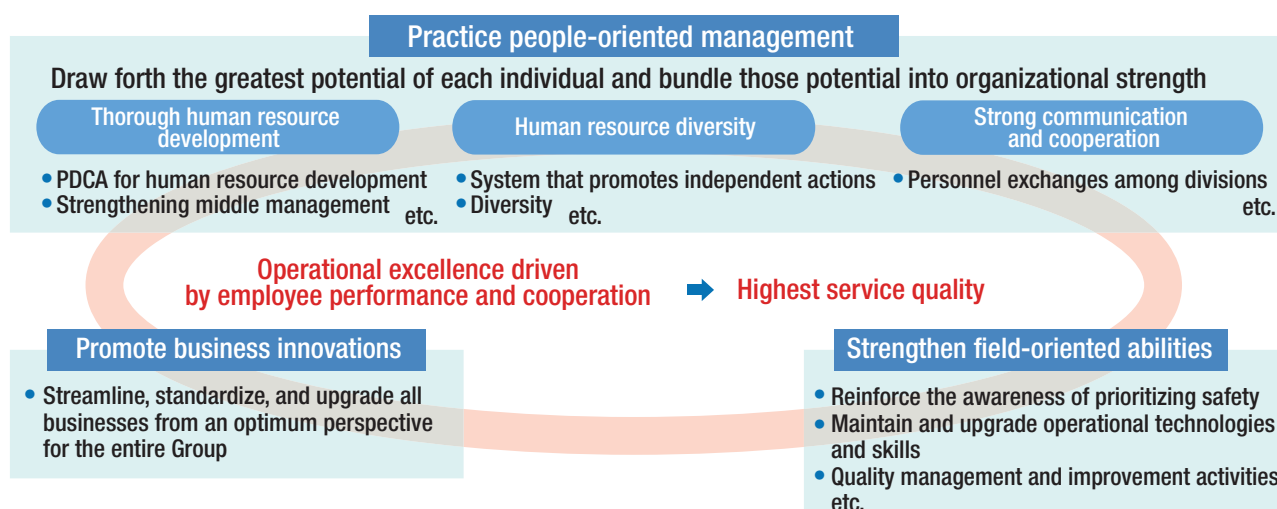 Practice people-oriented management
Draw forth the greatest potential of each individual and bundle those potential into organizational strength
Thorough human resource
development
• PDCA for human resource development
• Strengthening middle management etc.
Human resource diversity
• System that promotes independent actions
• Diversity etc.
Strong communication
and cooperation
• Personnel exchanges among divisions
etc.
Operational excellence driven
by employee performance and cooperation
Highest service quality
Promote business innovations
• Streamline, standardize, and upgrade all
businesses from an optimum perspective
for the entire Group
Strengthen field-oriented abilities
• Reinforce the awareness of prioritizing safety
• Maintain and upgrade operational technologies
and skills
• Quality management and improvement activities
etc.